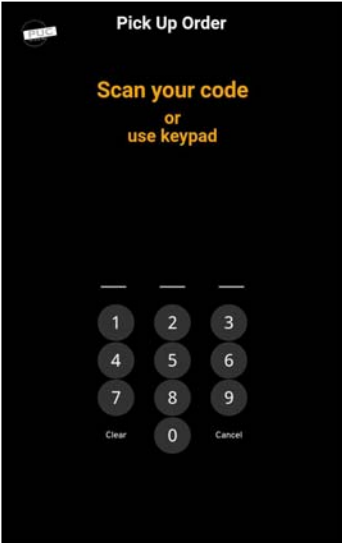 PUC
Pick Up Order
Scan your code
or
use keypad
1 2 3
4 5 6
7 8 9
Clear 0 Cancel